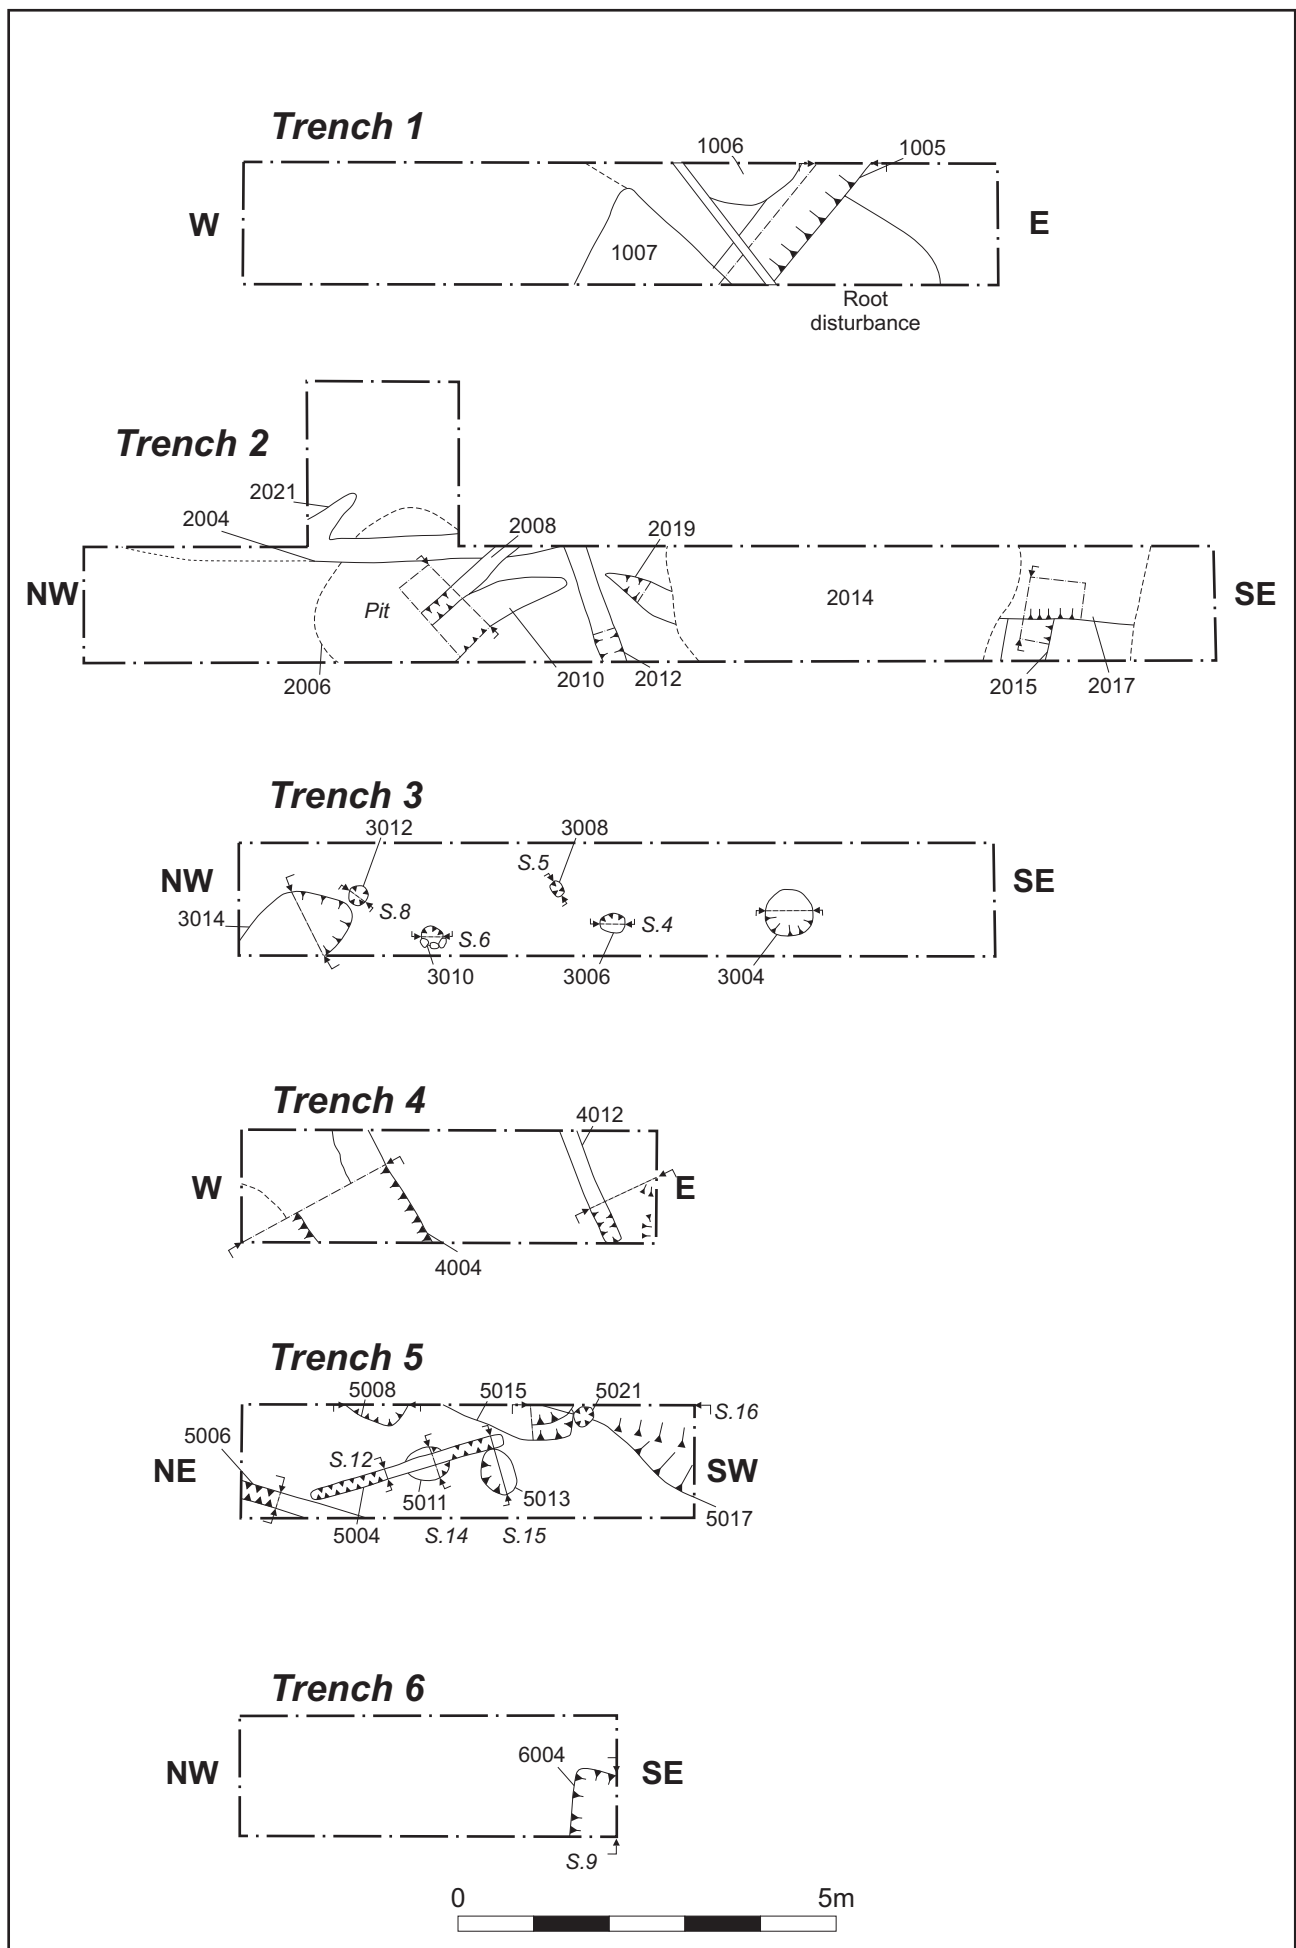 Trench 1
1006
1005
W
E
1007
Root
disturbance
Trench 2
2021
2004
2008
2019
NW
Pit
2014
SE
2006
2010
2012
2015
2017
Trench 3
3012
3008
S.5
NW
SE
3014
S.8
S.6
S.4
3010
3006
3004
Trench 4
4012
W
E
4004
Trench 5
5008
5015
5021
S.16
5006
S.12
NE
SW
5011
5013
5004
S.14
S.15
5017
Trench 6
6004
NW
SE
S.9
0
5m